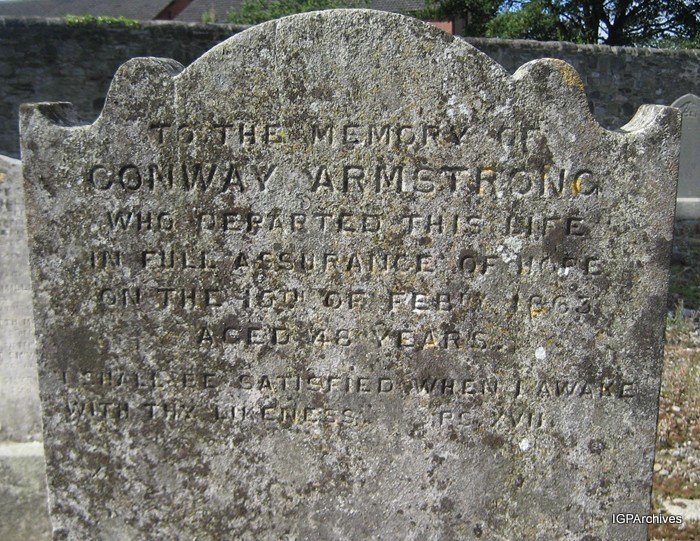 TO THE MEMORY OF
CONWAY ARMSTRONG
WHO DEPARTED THIS LIFE
IN FULL ASSURANCE OF HOPE
ON THE 15TH OF FEBY 1863
AGED 48 YEARS.
I SHALL BE SATISFIED WHEN I AWAKE
WITH THY LIKENESS. PS. XVII.
IGPArchives